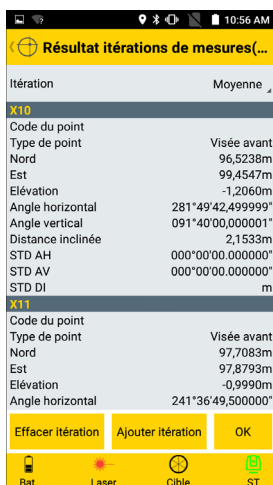 10:56 AM
Résultat itérations de mesures(...
Itération Moyenne
X10
Code du point
Type de point Visée avant
Nord 96,5238m
Est 99,4547m
Elévation -1,2060m
Angle horizontal 281°49'42,499999"
Angle vertical 091°40'00,000001"
Distance inclinée 2,1533m
STD AH 000°00'00.000000"
STD AV 000°00'00.000000"
STD DI m
X11
Code du point
Type de point Visée avant
Nord 97,7083m
Est 97,8793m
Elévation -0,9990m
Angle horizontal 241°36'49,500000"
Effacer itération Ajouter itération OK
Bat. Laser Cible ST